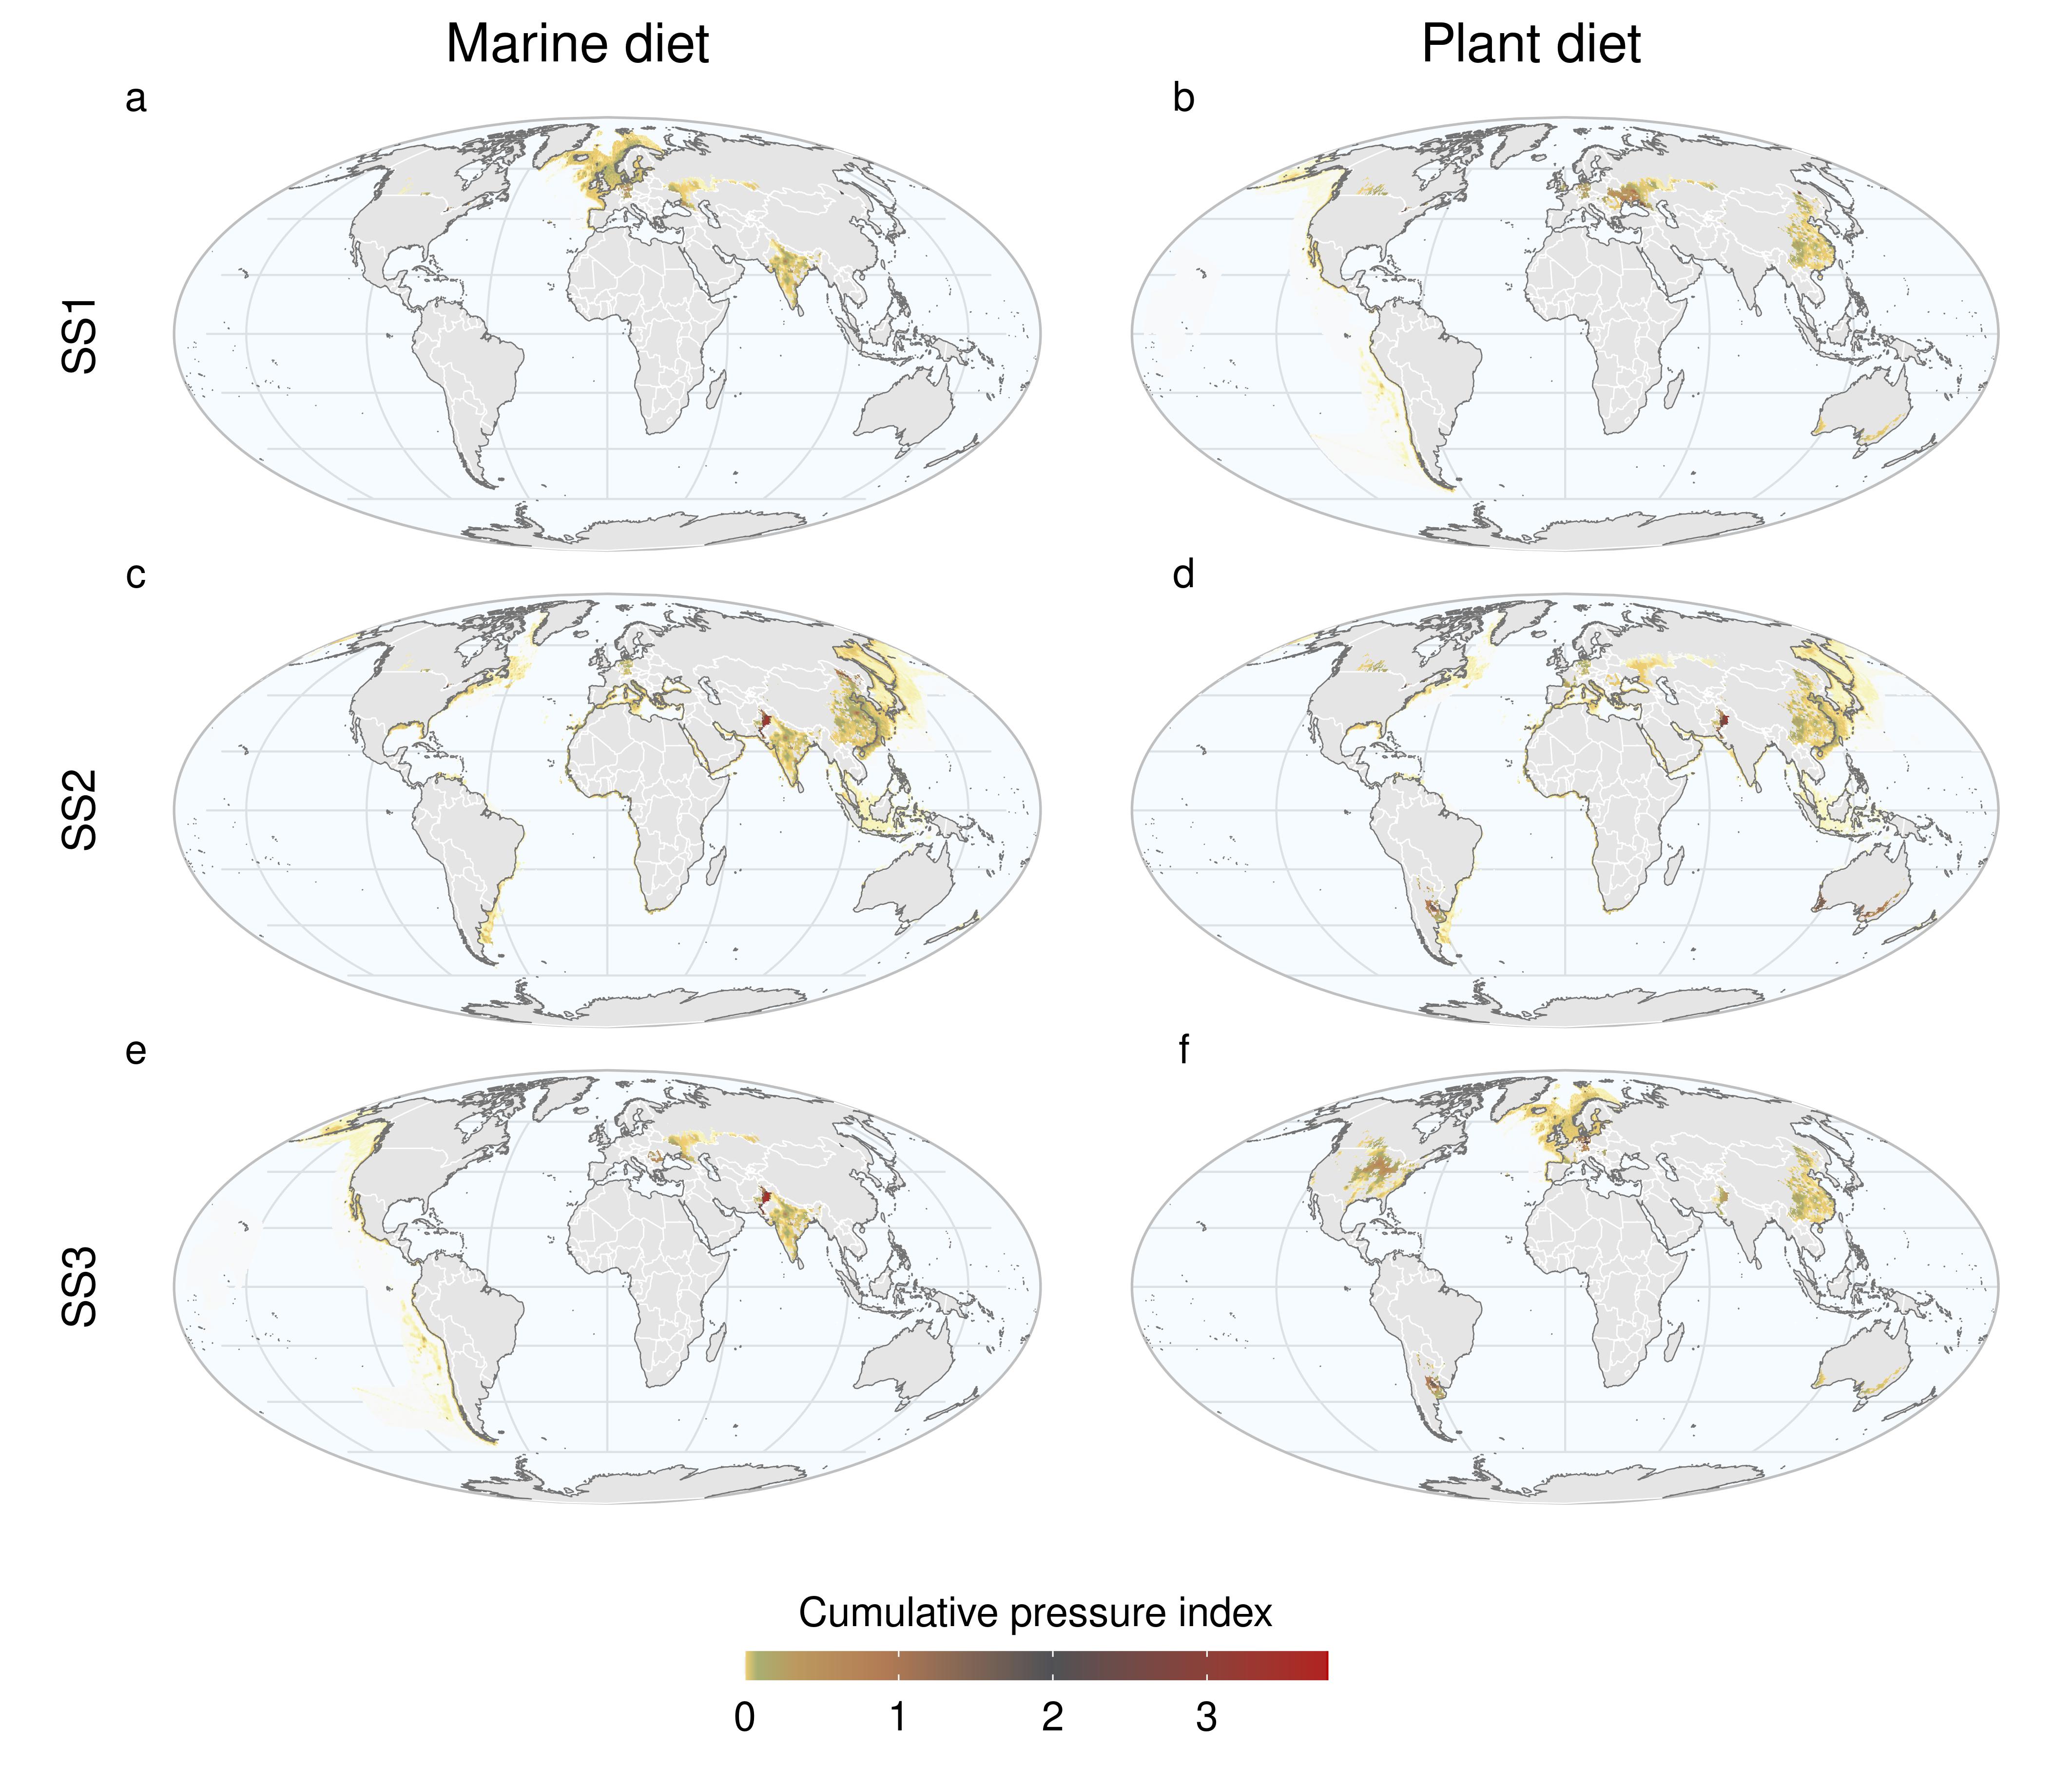 Marine diet
Plant diet
a
b
SS1
c
d
SS2
e
f
SS3
Cumulative pressure index
0 1 2 3